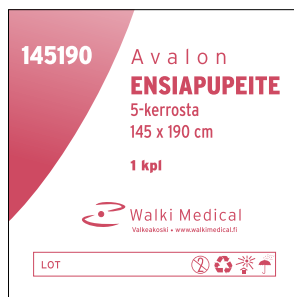 145190
Avalon
ENSIAPUPEITE
5-kerrosta
145 x 190 cm
1 kpl
Walki Medical
Valkeakoski • www.walkimedical.fi
LOT